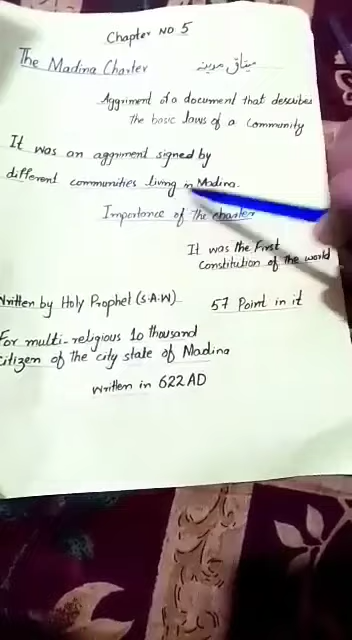 Chapter NO 5
The Madina Charter میثاق مدینہ
Aggriment of a document that describes
the basic laws of a Community
It was an aggriment signed by
different communities living in Madina.
Importance of the charter
It was the First
Constitution of the world
Written by Holy Prophet (S.A.W) 57 Point in it
For multi-religious 10 thousand
citizem of the city state of Madina
written in 622 AD